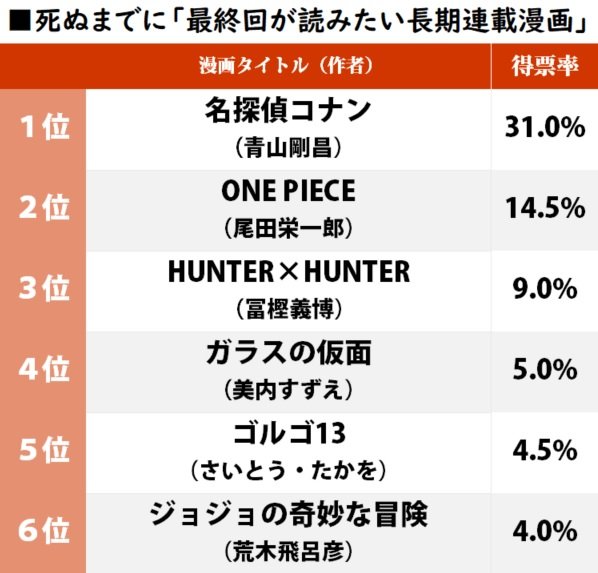 ■死ぬまでに「最終回が読みたい長期連載漫画」
漫画タイトル（作者） 得票率
1位 名探偵コナン 31.0%
（青山剛昌）
2位 ONE PIECE 14.5%
（尾田栄一郎）
3位 HUNTER×HUNTER 9.0%
（冨樫義博）
4位 ガラスの仮面 5.0%
（美内すずえ）
5位 ゴルゴ13 4.5%
（さいとう・たかを）
6位 ジョジョの奇妙な冒険 4.0%
（荒木飛呂彦）